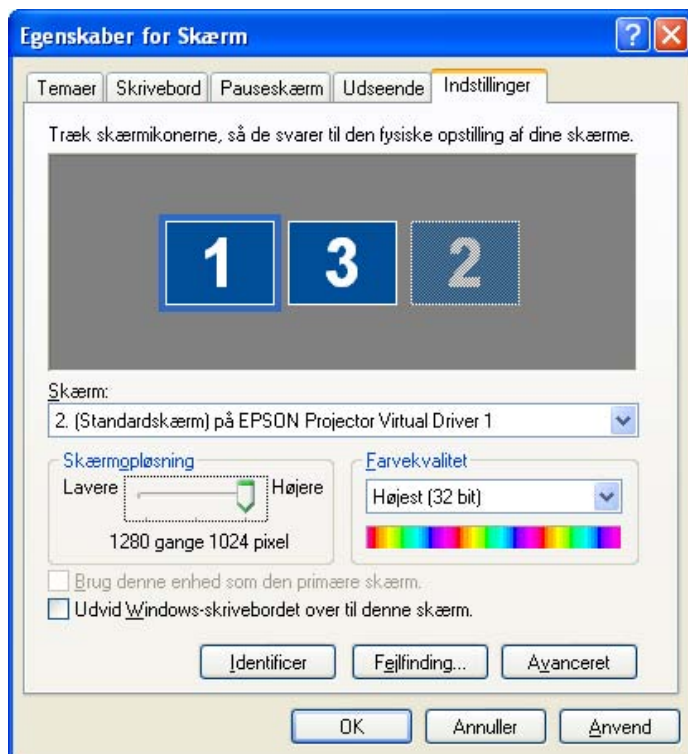 Egenskaber for Skærm
Temaer Skrivebord Pauseskærm Udseende Indstillinger
Træk skærmikonerne, så de svarer til den fysiske opstilling af dine skærme.
1 3 2
Skærm:
2. (Standardskærm) på EPSON Projector Virtual Driver 1
Skærmopløsning
Lavere Højere
1280 gange 1024 pixel
Farvekvalitet
Højest (32 bit)
Brug denne enhed som den primære skærm.
Udvid Windows-skrivebordet over til denne skærm.
Identificer Fejlfinding... Avanceret
OK Annuller Anvend